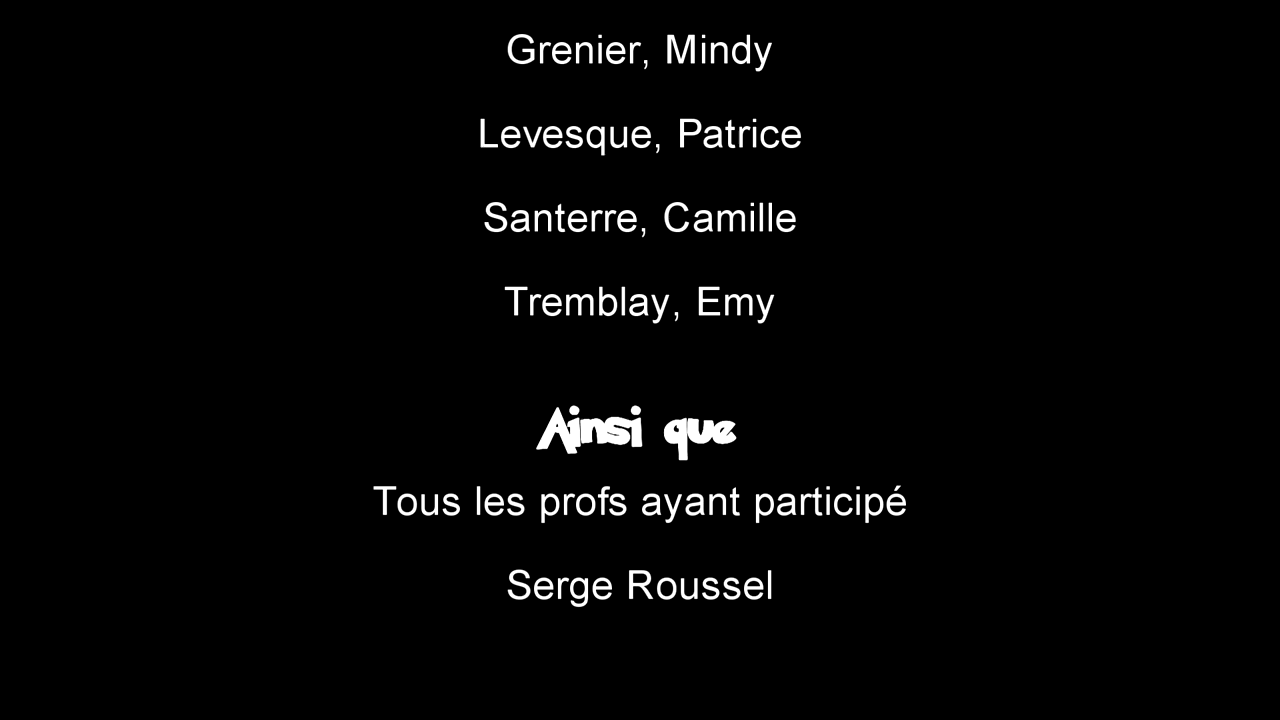 Grenier, Mindy
Levesque, Patrice
Santerre, Camille
Tremblay, Emy
Ainsi que
Tous les profs ayant participé
Serge Roussel